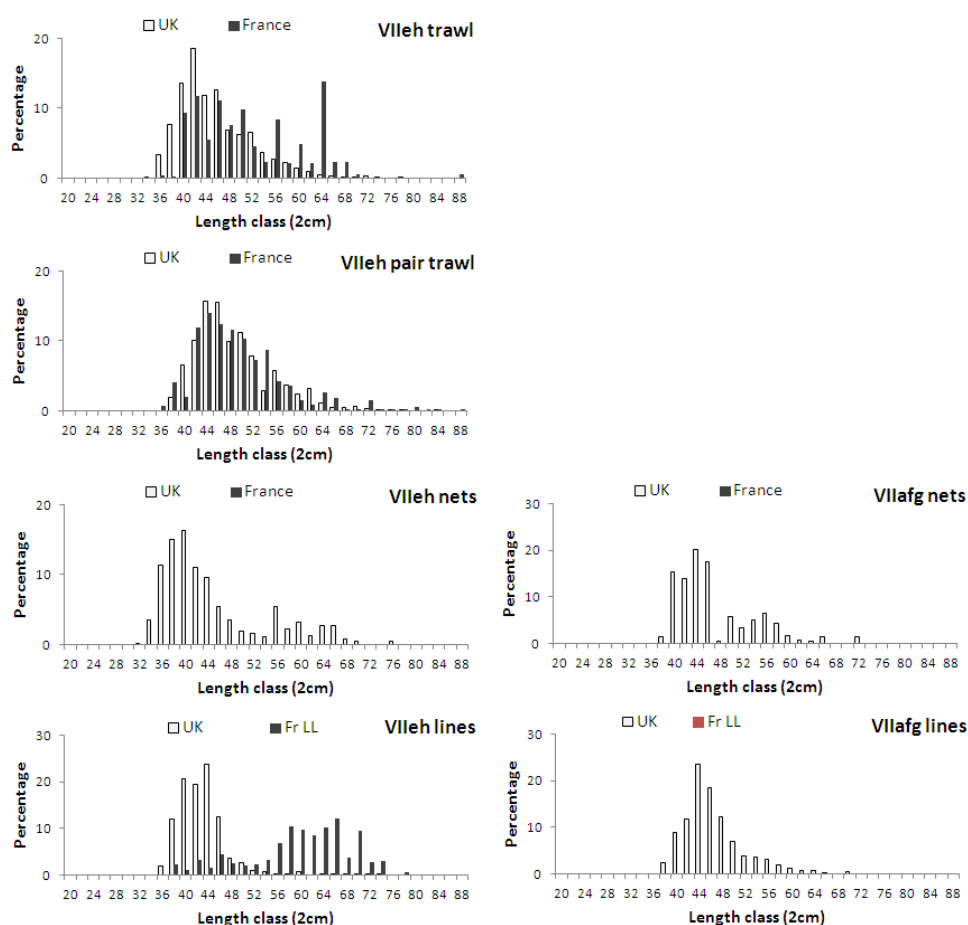 UK France VIIeh trawl
20
10
0
Percentage
20 24 28 32 36 40 44 48 52 56 60 64 68 72 76 80 84 88
Length class (2cm)
UK France VIIeh pair trawl
20
10
0
Percentage
20 24 28 32 36 40 44 48 52 56 60 64 68 72 76 80 84 88
Length class (2cm)
UK France VIIeh nets
20
10
0
Percentage
20 24 28 32 36 40 44 48 52 56 60 64 68 72 76 80 84 88
Length class (2cm)
UK France VIIafg nets
30
20
10
0
Percentage
20 24 28 32 36 40 44 48 52 56 60 64 68 72 76 80 84 88
Length class (2cm)
UK Fr LL VIIeh lines
30
20
10
0
Percentage
20 24 28 32 36 40 44 48 52 56 60 64 68 72 76 80 84 88
Length class (2cm)
UK Fr LL VIIafg lines
30
20
10
0
Percentage
20 24 28 32 36 40 44 48 52 56 60 64 68 72 76 80 84 88
Length class (2cm)